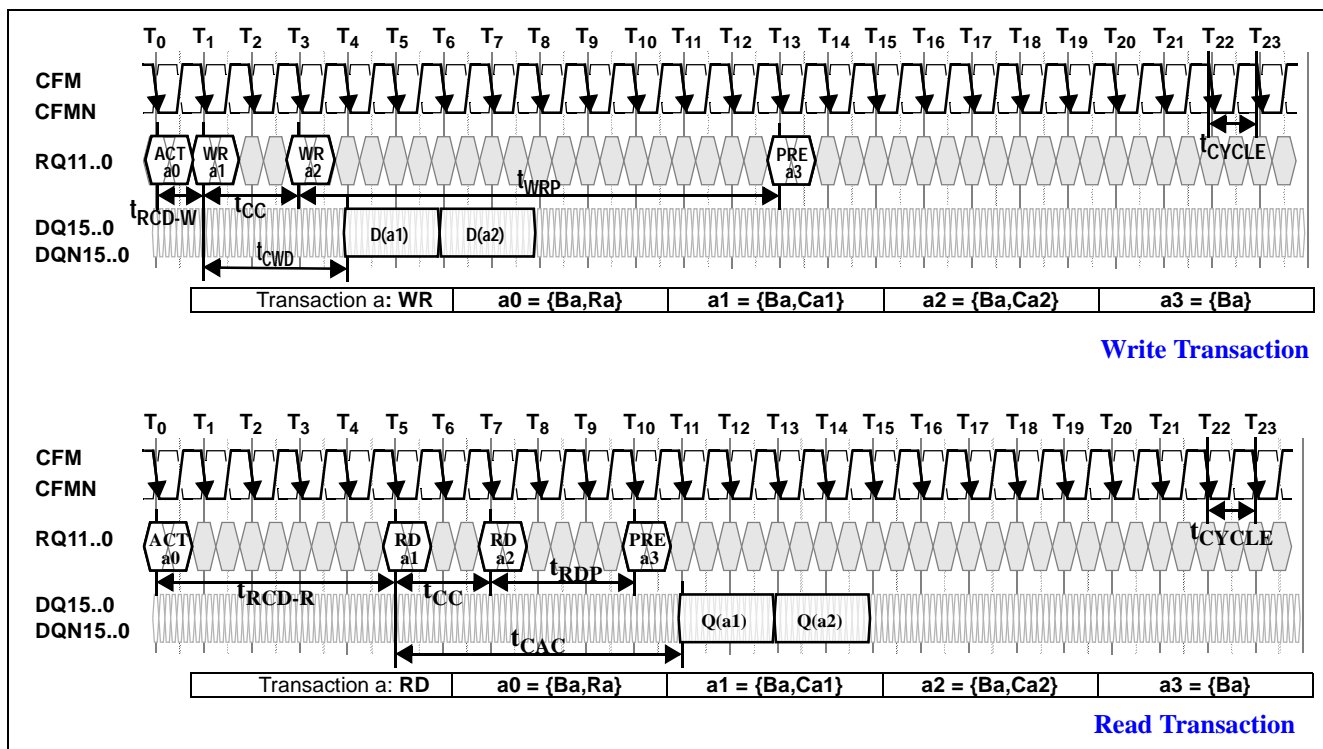 T0 T1 T2 T3 T4 T5 T6 T7 T8 T9 T10 T11 T12 T13 T14 T15 T16 T17 T18 T19 T20 T21 T22 T23
CFM
CFMN
tCYCLE
RQ11..0
ACT a0 WR a1 WR a2 PRE a3
tRCD-W tCC tWRP
DQ15..0
DQN15..0
D(a1) D(a2)
tCWD
Transaction a: WR a0 = {Ba,Ra} a1 = {Ba,Ca1} a2 = {Ba,Ca2} a3 = {Ba}
Write Transaction
T0 T1 T2 T3 T4 T5 T6 T7 T8 T9 T10 T11 T12 T13 T14 T15 T16 T17 T18 T19 T20 T21 T22 T23
CFM
CFMN
tCYCLE
RQ11..0
ACT a0 RD a1 RD a2 PRE a3
tRCD-R tCC tRDP
DQ15..0
DQN15..0
Q(a1) Q(a2)
tCAC
Transaction a: RD a0 = {Ba,Ra} a1 = {Ba,Ca1} a2 = {Ba,Ca2} a3 = {Ba}
Read Transaction